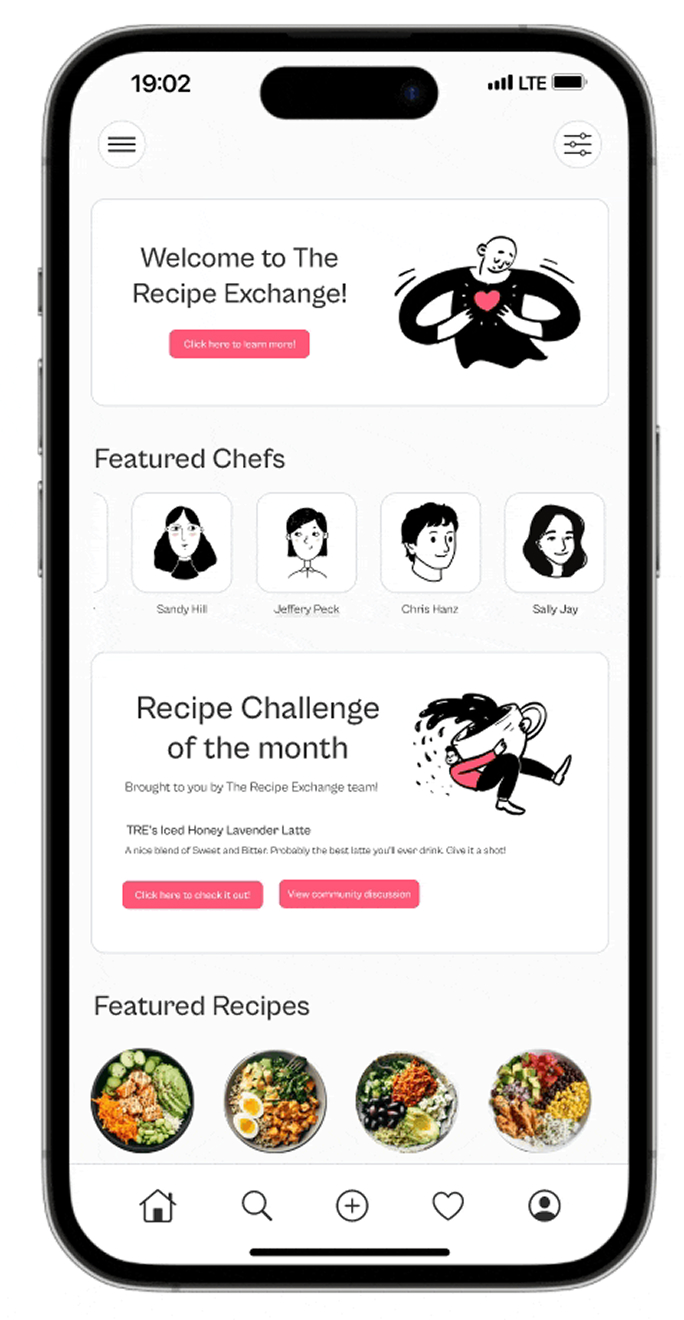 19:02
LTE
Welcome to The
Recipe Exchange!
Click here to learn more!
Featured Chefs
Sandy Hill
Jeffery Peck
Chris Hanz
Sally Jay
Recipe Challenge
of the month
Brought to you by The Recipe Exchange team!
TRE's Iced Honey Lavender Latte
A nice blend of Sweet and Bitter. Probably the best latte you'll ever drink. Give it a shot!
Click here to check it out!
View community discussion
Featured Recipes